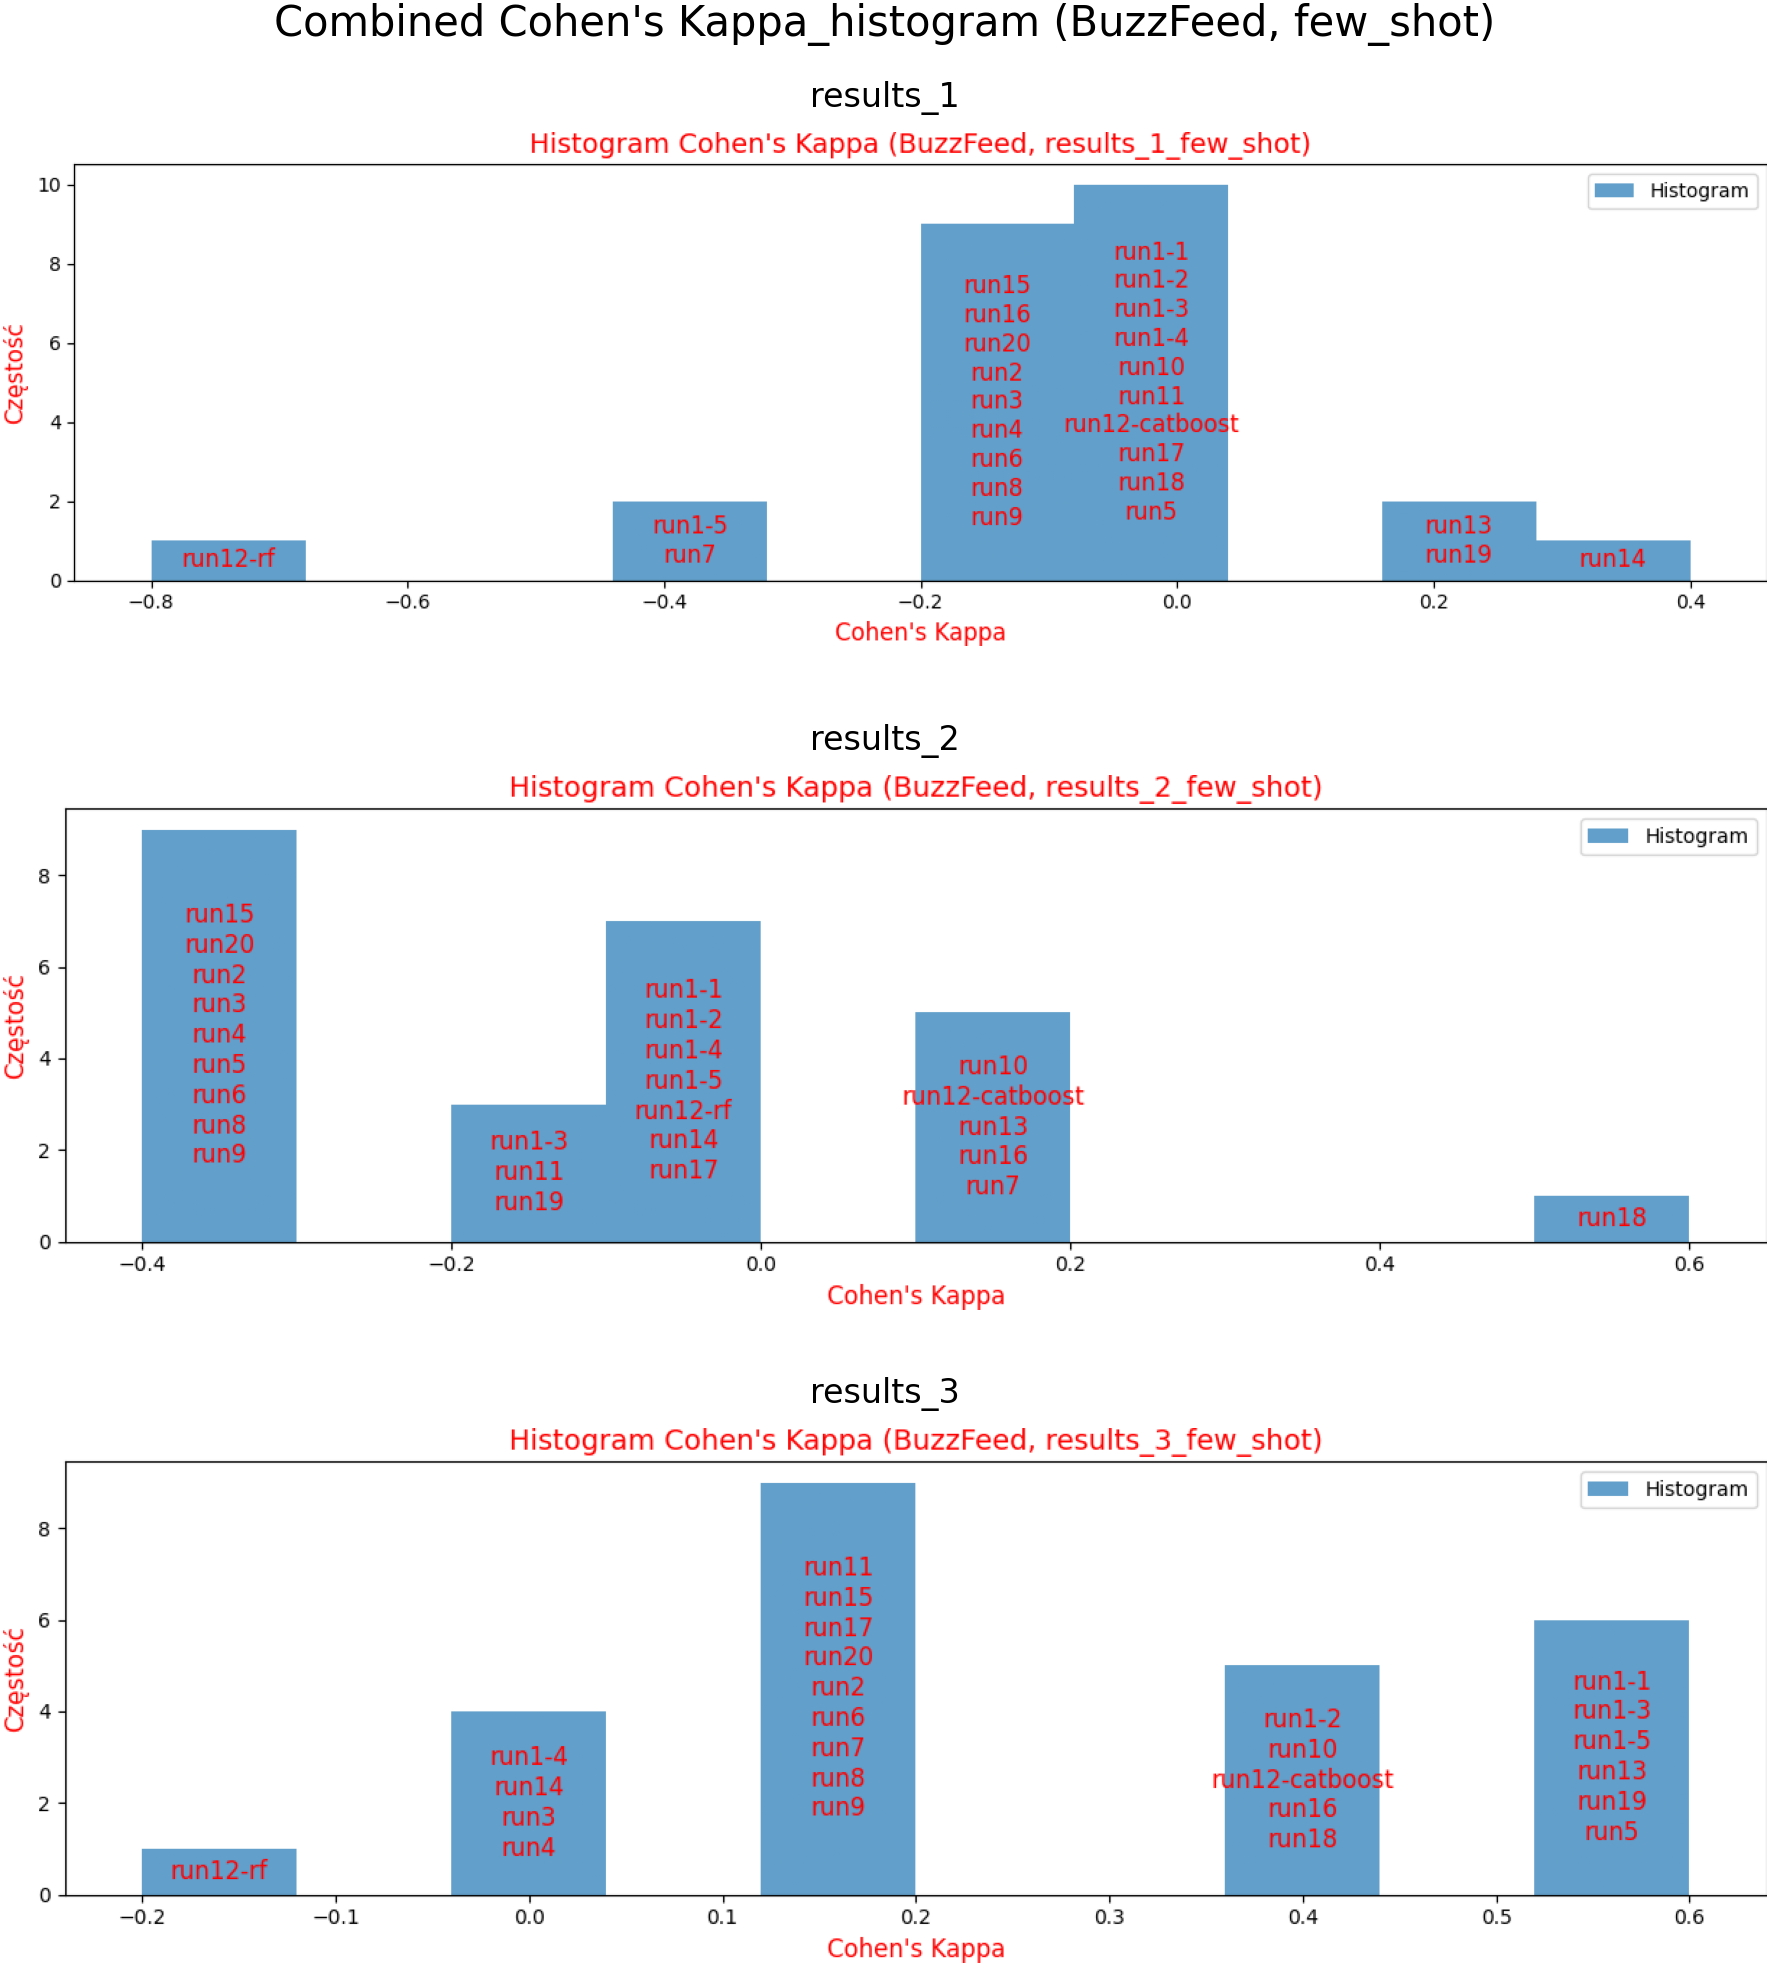 Combined Cohen's Kappa_histogram (BuzzFeed, few_shot)
results_1
Histogram Cohen's Kappa (BuzzFeed, results_1_few_shot)
Histogram
Częstość
10
8
6
4
2
0
run12-rf
run1-5
run7
run15
run16
run20
run2
run3
run4
run6
run8
run9
run1-1
run1-2
run1-3
run1-4
run10
run11
run12-catboost
run17
run18
run5
run13
run19
run14
−0.8 −0.6 −0.4 −0.2 0.0 0.2 0.4
Cohen's Kappa
results_2
Histogram Cohen's Kappa (BuzzFeed, results_2_few_shot)
Histogram
Częstość
8
6
4
2
0
run15
run20
run2
run3
run4
run5
run6
run8
run9
run1-3
run11
run19
run1-1
run1-2
run1-4
run1-5
run12-rf
run14
run17
run10
run12-catboost
run13
run16
run7
run18
−0.4 −0.2 0.0 0.2 0.4 0.6
Cohen's Kappa
results_3
Histogram Cohen's Kappa (BuzzFeed, results_3_few_shot)
Histogram
Częstość
8
6
4
2
0
run12-rf
run1-4
run14
run3
run4
run11
run15
run17
run20
run2
run6
run7
run8
run9
run1-2
run10
run12-catboost
run16
run18
run1-1
run1-3
run1-5
run13
run19
run5
−0.2 −0.1 0.0 0.1 0.2 0.3 0.4 0.5 0.6
Cohen's Kappa